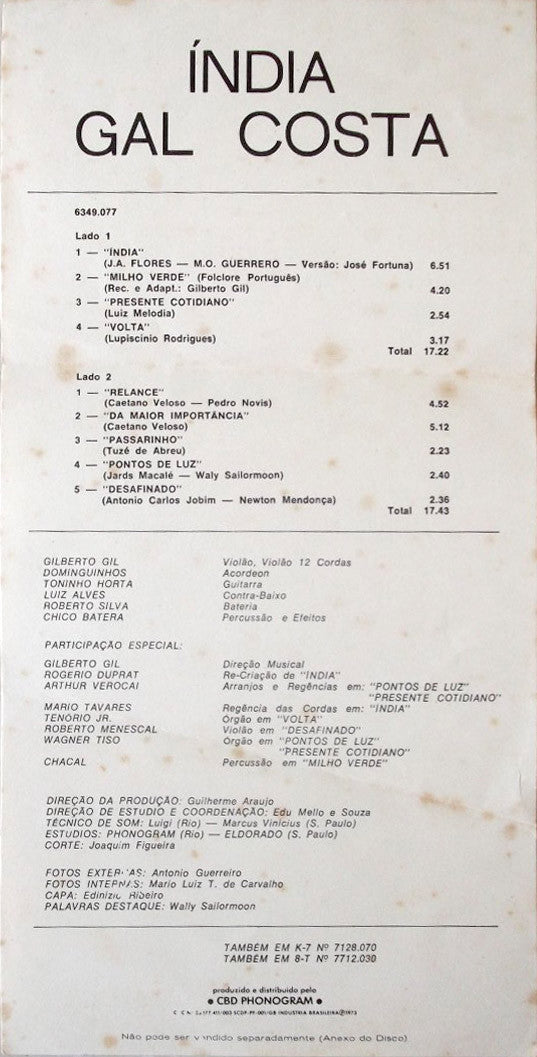 ÍNDIA
GAL COSTA
6349.077
Lado 1
1 — "ÍNDIA"
(J.A. FLORES — M.O. GUERRERO — Versão: José Fortuna) 6.51
2 — "MILHO VERDE" (Folclore Português)
(Rec. e Adapt.: Gilberto Gil) 4.20
3 — "PRESENTE COTIDIANO"
(Luiz Melodia) 2.54
4 — "VOLTA"
(Lupiscinio Rodrigues) 3.17
Total 17.22
Lado 2
1 — "RELANCE"
(Caetano Veloso — Pedro Novis) 4.52
2 — "DA MAIOR IMPORTÂNCIA"
(Caetano Veloso) 5.12
3 — "PASSARINHO"
(Tuzé de Abreu) 2.23
4 — "PONTOS DE LUZ"
(Jards Macalé — Waly Sailormoon) 2.40
5 — "DESAFINADO"
(Antonio Carlos Jobim — Newton Mendonça) 2.36
Total 17.43
GILBERTO GIL Violão, Violão 12 Cordas
DOMINGUINHOS Acordeon
TONINHO HORTA Guitarra
LUIZ ALVES Contra-Baixo
ROBERTO SILVA Bateria
CHICO BATERA Percussão e Efeitos
PARTICIPAÇÃO ESPECIAL:
GILBERTO GIL Direção Musical
ROGERIO DUPRAT Re-Criação de "ÍNDIA"
ARTHUR VEROCAI Arranjos e Regências em: "PONTOS DE LUZ"
"PRESENTE COTIDIANO"
MARIO TAVARES Regência das Cordas em: "ÍNDIA"
TENÓRIO JR. Órgão em "VOLTA"
ROBERTO MENESCAL Violão em "DESAFINADO"
WAGNER TISO Órgão em "PONTOS DE LUZ"
"PRESENTE COTIDIANO"
CHACAL Percussão em "MILHO VERDE"
DIREÇÃO DA PRODUÇÃO: Guilherme Araujo
DIREÇÃO DE ESTUDIO E COORDENAÇÃO: Edu Mello e Souza
TÉCNICO DE SOM: Luigi (Rio) — Marcus Vinícius (S. Paulo)
ESTUDIOS: PHONOGRAM (Rio) — ELDORADO (S. Paulo)
CORTE: Joaquim Figueira
FOTOS EXTERNAS: Antonio Guerreiro
FOTOS INTERNAS: Mario Luiz T. de Carvalho
CAPA: Edinizio Ribeiro
PALAVRAS DESTAQUE: Wally Sailormoon
TAMBÉM EM K-7 Nº 7128.070
TAMBÉM EM 8-T Nº 7712.030
produzido e distribuido pela
• CBD PHONOGRAM •
INDUSTRIA BRASILEIRA Ⓟ1973
Não pode ser vendido separadamente (Anexo do Disco)